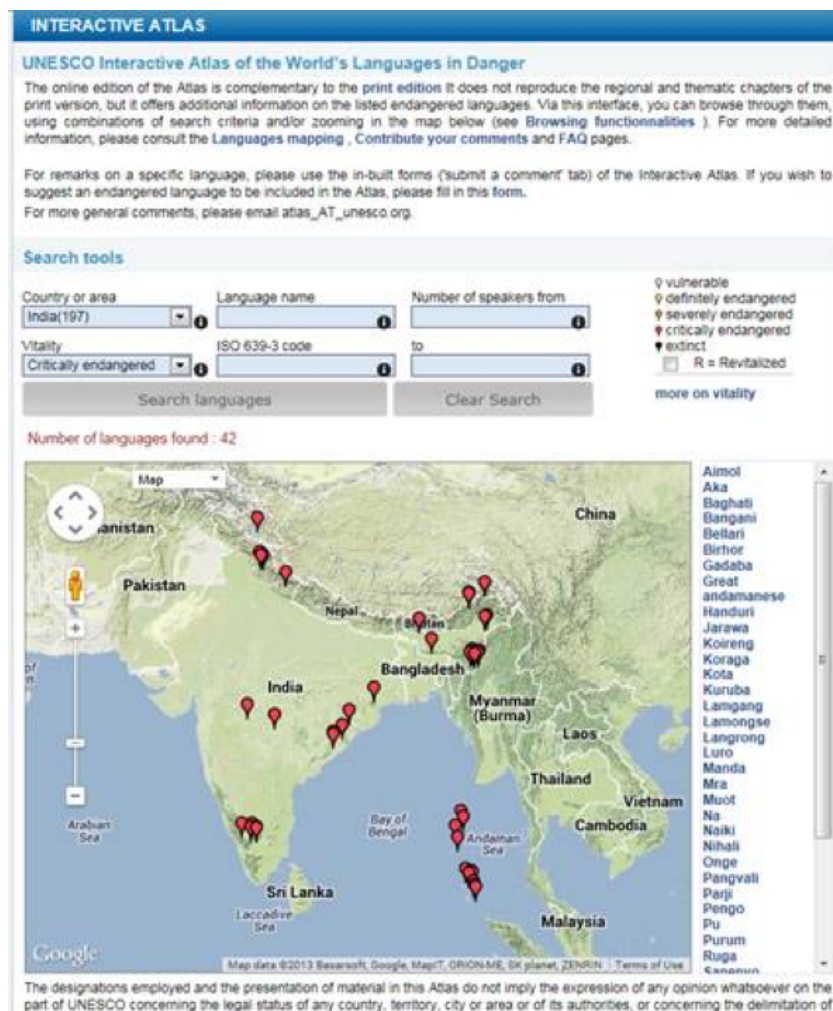 INTERACTIVE ATLAS
UNESCO Interactive Atlas of the World's Languages in Danger
The online edition of the Atlas is complementary to the print edition It does not reproduce the regional and thematic chapters of the
print version, but it offers additional information on the listed endangered languages. Via this interface, you can browse through them,
using combinations of search criteria and/or zooming in the map below (see Browsing functionnalities ). For more detailed
information, please consult the Languages mapping , Contribute your comments and FAQ pages.
For remarks on a specific language, please use the in-built forms ('submit a comment' tab) of the Interactive Atlas. If you wish to
suggest an endangered language to be included in the Atlas, please fill in this form.
For more general comments, please email atlas_AT_unesco.org.
Search tools
Country or area
Language name
Number of speakers from
India(197)
Vitality
ISO 639-3 code
to
Critically endangered
Search languages
Clear Search
vulnerable
definitely endangered
severely endangered
critically endangered
extinct
R = Revitalized
more on vitality
Number of languages found : 42
Map
anistan
China
Pakistan
Nepal
Bhutan
Bangladesh
India
Myanmar
(Burma)
Laos
Thailand
Vietnam
Arabian
Sea
Bay of
Bengal
Andaman
Sea
Cambodia
Sri Lanka
Laccadive
Sea
Malaysia
Google
Map data ©2013 Basarsoft, Google, MapIT, ORION-ME, SK planet, ZENRIN
Terms of Use
Aimol
Aka
Baghati
Bangani
Bellari
Birhor
Gadaba
Great
andamanese
Handuri
Jarawa
Koireng
Koraga
Kota
Kuruba
Lamgang
Lamongse
Langrong
Luro
Manda
Mra
Muot
Na
Naiki
Nihali
Onge
Pangvali
Parji
Pengo
Pu
Purum
Ruga
The designations employed and the presentation of material in this Atlas do not imply the expression of any opinion whatsoever on the
part of UNESCO concerning the legal status of any country, territory, city or area or of its authorities, or concerning the delimitation of